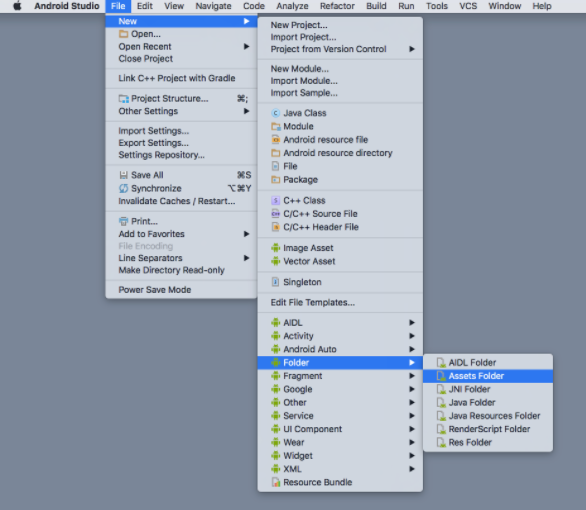 Android Studio File Edit View Navigate Code Analyze Refactor Build Run Tools VCS Window Help
New
Open...
Open Recent
Close Project
Link C++ Project with Gradle
Project Structure... ⌘;
Other Settings
Import Settings...
Export Settings...
Settings Repository...
Save All ⌘S
Synchronize ⌥⌘Y
Invalidate Caches / Restart...
Print...
Add to Favorites
File Encoding
Line Separators
Make Directory Read-only
Power Save Mode
New Project...
Import Project...
Project from Version Control
New Module...
Import Module...
Import Sample...
Java Class
Module
Android resource file
Android resource directory
File
Package
C++ Class
C/C++ Source File
C/C++ Header File
Image Asset
Vector Asset
Singleton
Edit File Templates...
AIDL
Activity
Android Auto
Folder
Fragment
Google
Other
Service
UI Component
Wear
Widget
XML
Resource Bundle
AIDL Folder
Assets Folder
JNI Folder
Java Folder
Java Resources Folder
RenderScript Folder
Res Folder